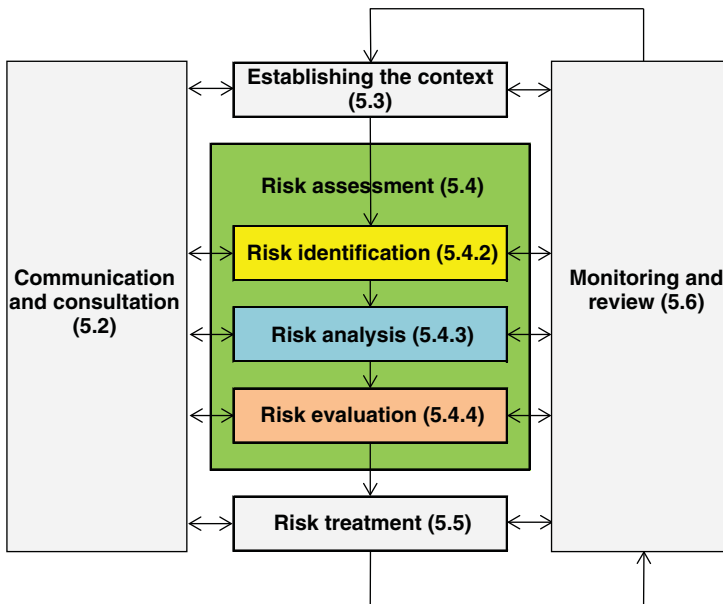 Establishing the context
(5.3)
Risk assessment (5.4)
Risk identification (5.4.2)
Communication
and consultation
(5.2)
Monitoring and
review (5.6)
Risk analysis (5.4.3)
Risk evaluation (5.4.4)
Risk treatment (5.5)